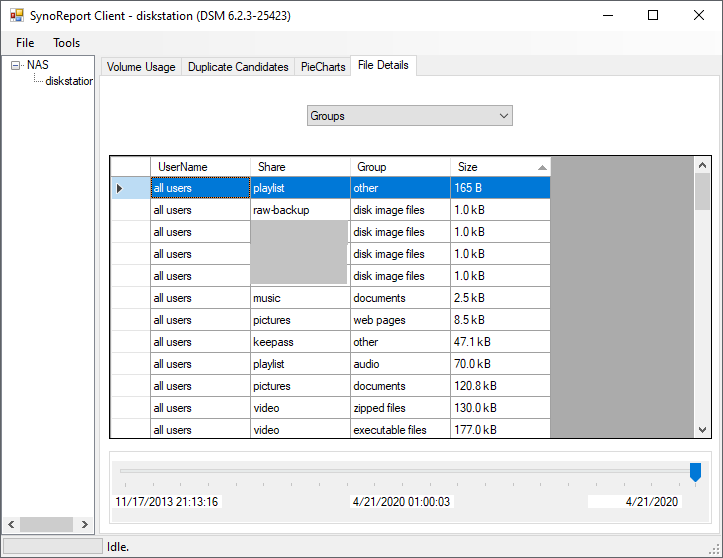 SynoReport Client - diskstation (DSM 6.2.3-25423)
File Tools
NAS
diskstation
Volume Usage Duplicate Candidates PieCharts File Details
Groups
UserName Share Group Size
all users playlist other 165 B
all users raw-backup disk image files 1.0 kB
all users disk image files 1.0 kB
all users disk image files 1.0 kB
all users disk image files 1.0 kB
all users music documents 2.5 kB
all users pictures web pages 8.5 kB
all users keepass other 47.1 kB
all users playlist audio 70.0 kB
all users pictures documents 120.8 kB
all users video zipped files 130.0 kB
all users video executable files 177.0 kB
11/17/2013 21:13:16 4/21/2020 01:00:03 4/21/2020
Idle.